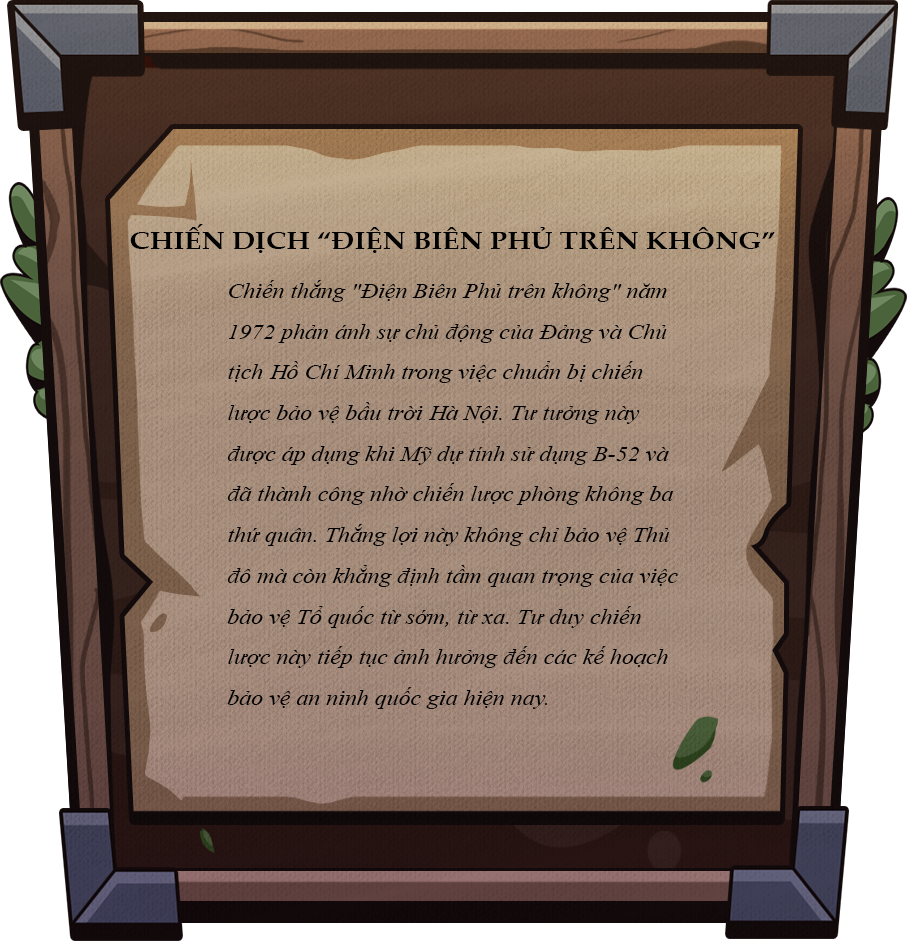 CHIẾN DỊCH “ĐIỆN BIÊN PHỦ TRÊN KHÔNG”
Chiến thắng "Điện Biên Phủ trên không" năm
1972 phản ánh sự chủ động của Đảng và Chủ
tịch Hồ Chí Minh trong việc chuẩn bị chiến
lược bảo vệ bầu trời Hà Nội. Tư tưởng này
được áp dụng khi Mỹ dự tính sử dụng B-52 và
đã thành công nhờ chiến lược phòng không ba
thứ quân. Thắng lợi này không chỉ bảo vệ Thủ
đô mà còn khẳng định tầm quan trọng của việc
bảo vệ Tổ quốc từ sớm, từ xa. Tư duy chiến
lược này tiếp tục ảnh hưởng đến các kế hoạch
bảo vệ an ninh quốc gia hiện nay.